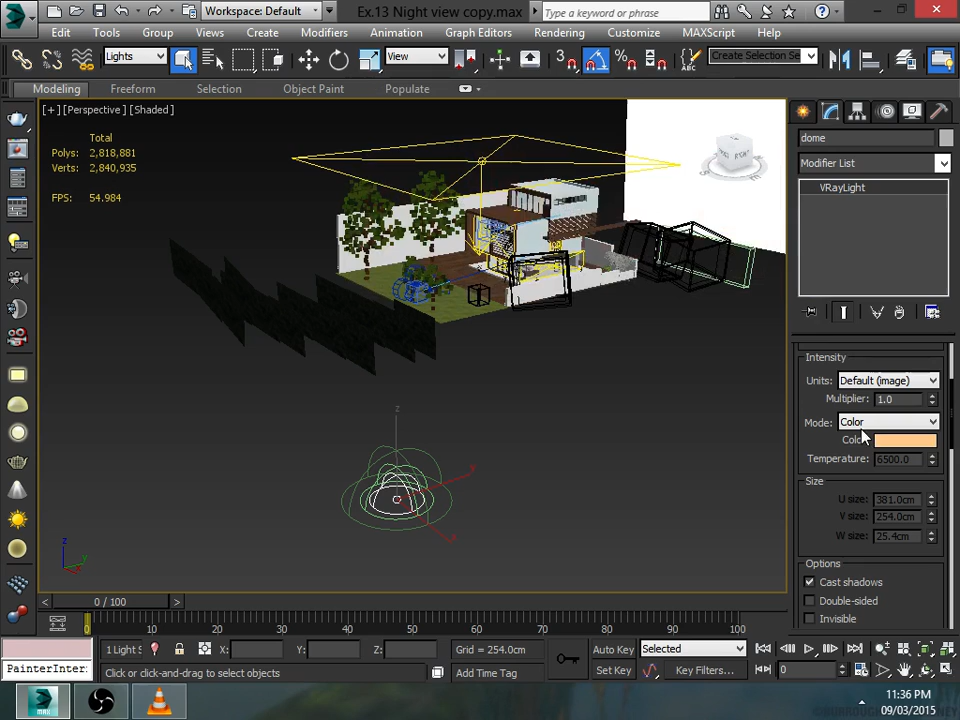 MAX
Workspace: Default
Ex.13 Night view copy.max
Type a keyword or phrase
Edit Tools Group Views Create Modifiers Animation Graph Editors Rendering Customize MAXScript Help
Lights
View
3
Create Selection Se
Modeling Freeform Selection Object Paint Populate
[+] [Perspective] [Shaded]
Total
Polys: 2,818,881
Verts: 2,840,935
FPS: 54.984
z
y
x
z
y
dome
Modifier List
VRayLight
Intensity
Units: Default (image)
Multiplier: 1.0
Mode: Color
Color
Temperature: 6500.0
Size
U size: 381.0cm
V size: 254.0cm
W size: 25.4cm
Options
Cast shadows
Double-sided
Invisible
< 0 / 100 >
0 10 20 30 40 50 60 70 80 90 100
1 Light S
X: Y: Z:
Grid = 254.0cm
Auto Key
Selected
PainterInter:
Click or click-and-drag to select objects
Add Time Tag
Set Key
Key Filters...
0
MAX
11:36 PM
09/03/2015